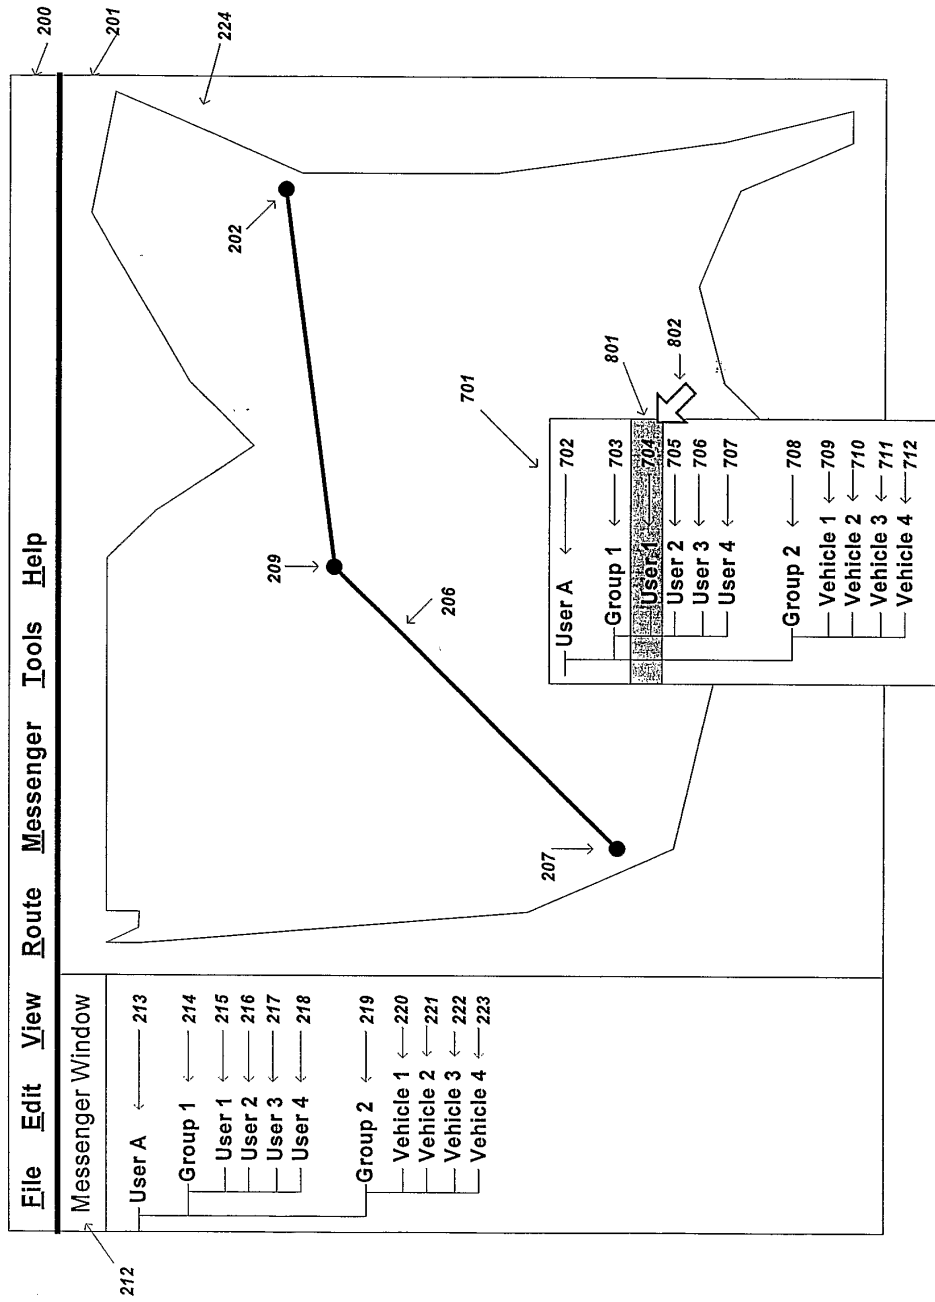 200
File Edit View Route Messenger Tools Help
201
224
212
Messenger Window
User A 213
Group 1 214
User 1 215
User 2 216
User 3 217
User 4 218
Group 2 219
Vehicle 1 220
Vehicle 2 221
Vehicle 3 222
Vehicle 4 223
202
209
206
207
701
801
802
User A 702
Group 1 703
User 1 704
User 2 705
User 3 706
User 4 707
Group 2 708
Vehicle 1 709
Vehicle 2 710
Vehicle 3 711
Vehicle 4 712